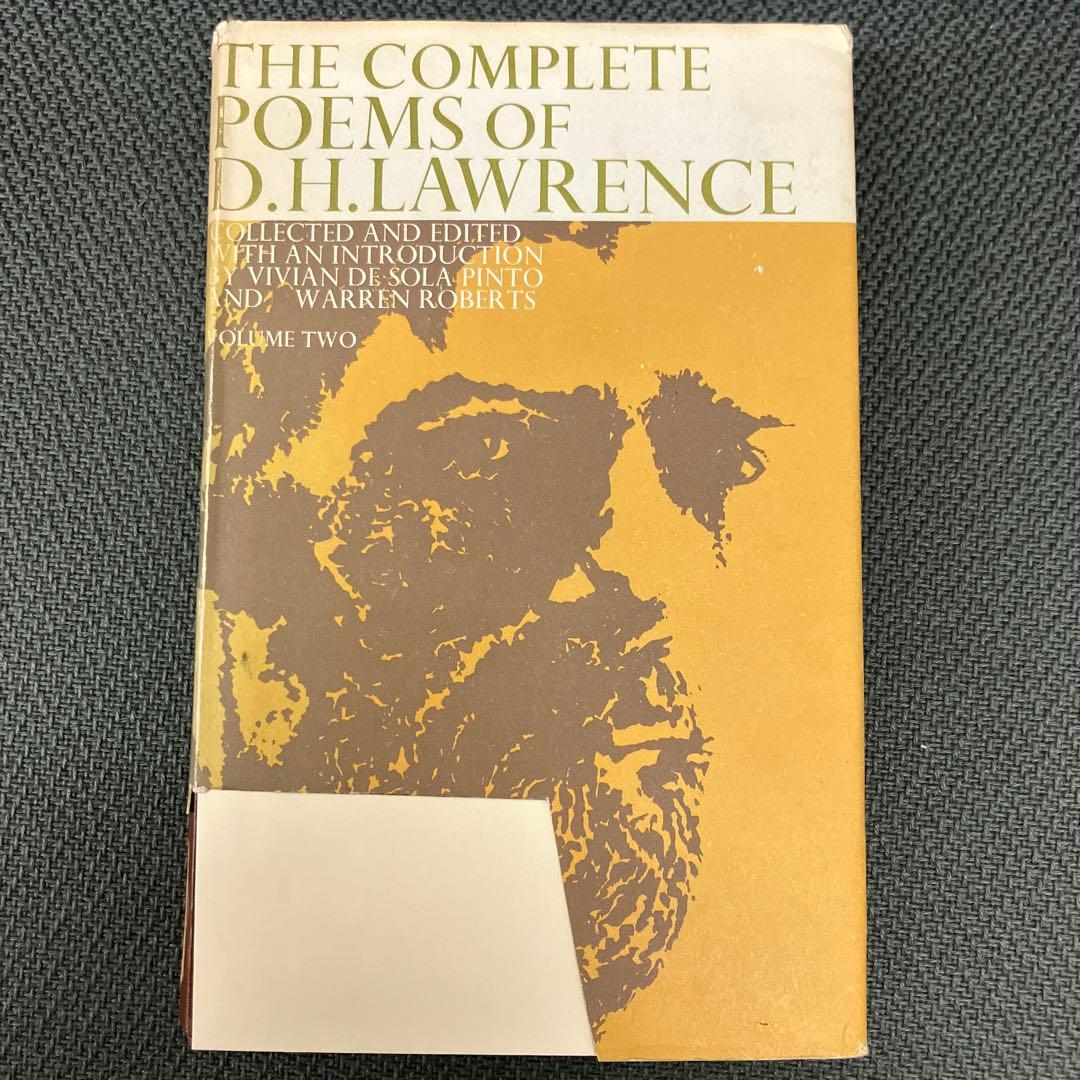 THE COMPLETE
POEMS OF
D.H.LAWRENCE
COLLECTED AND EDITED
WITH AN INTRODUCTION
BY VIVIAN DE SOLA PINTO
AND WARREN ROBERTS
VOLUME TWO